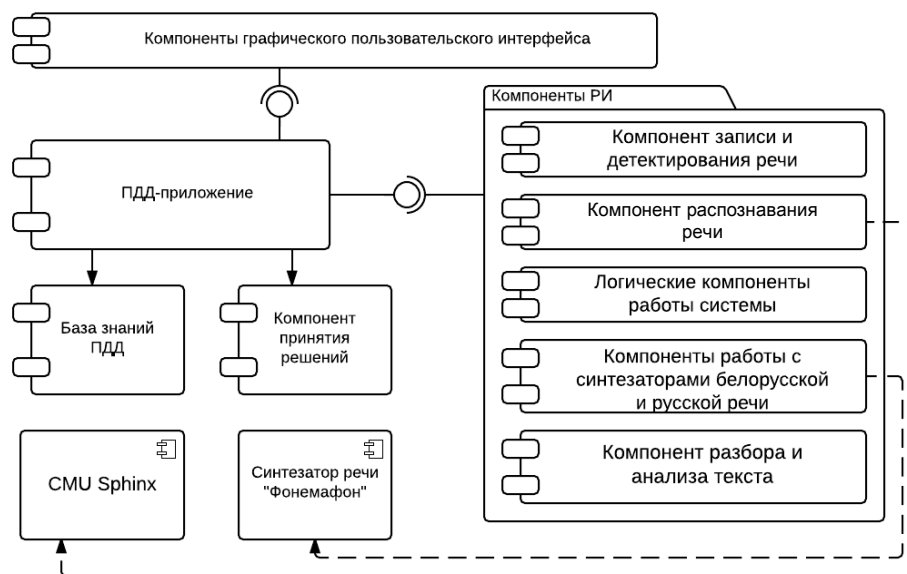 Компоненты графического пользовательского интерфейса
Компоненты РИ
Компонент записи и
детектирования речи
ПДД-приложение
Компонент распознавания
речи
Логические компоненты
работы системы
База знаний
ПДД
Компонент
принятия
решений
Компоненты работы с
синтезаторами белорусской
и русской речи
Компонент разбора и
анализа текста
CMU Sphinx
Синтезатор речи
"Фонемафон"